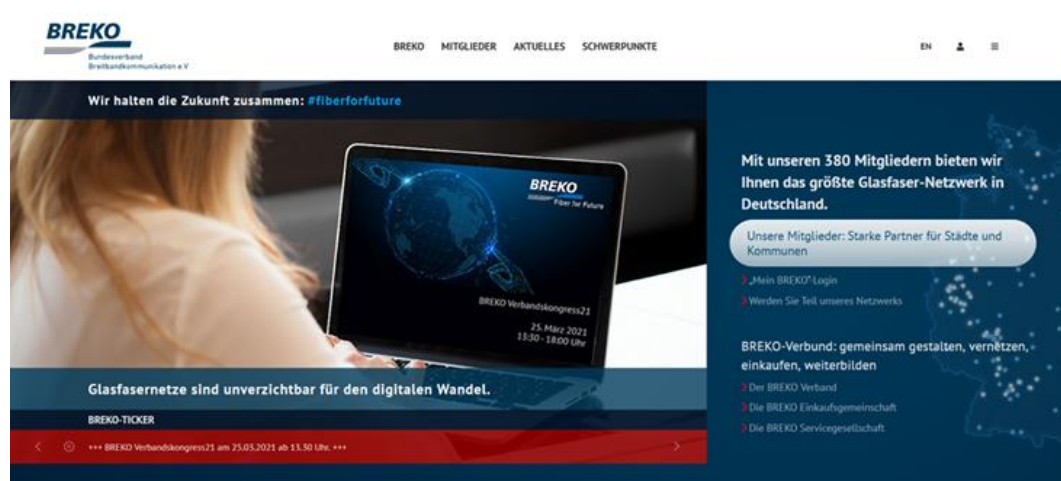 BREKO
Bundesverband
Breitbandkommunikation e.V
BREKO MITGLIEDER AKTUELLES SCHWERPUNKTE
EN
Wir halten die Zukunft zusammen: #fiberforfuture
BREKO
Fiber for Future
BREKO Verbandskongress21
25. März 2021
13:30 - 18:00 Uhr
Glasfasernetze sind unverzichtbar für den digitalen Wandel.
BREKO-TICKER
+++ BREKO Verbandskongress21 am 25.03.2021 ab 13.30 Uhr. +++
Mit unseren 380 Mitgliedern bieten wir
Ihnen das größte Glasfaser-Netzwerk in
Deutschland.
Unsere Mitglieder: Starke Partner für Städte und
Kommunen
„Mein BREKO“-Login
Werden Sie Teil unseres Netzwerks
BREKO-Verbund: gemeinsam gestalten, vernetzen,
einkaufen, weiterbilden
Der BREKO Verband
Die BREKO Einkaufsgemeinschaft
Die BREKO Servicegesellschaft